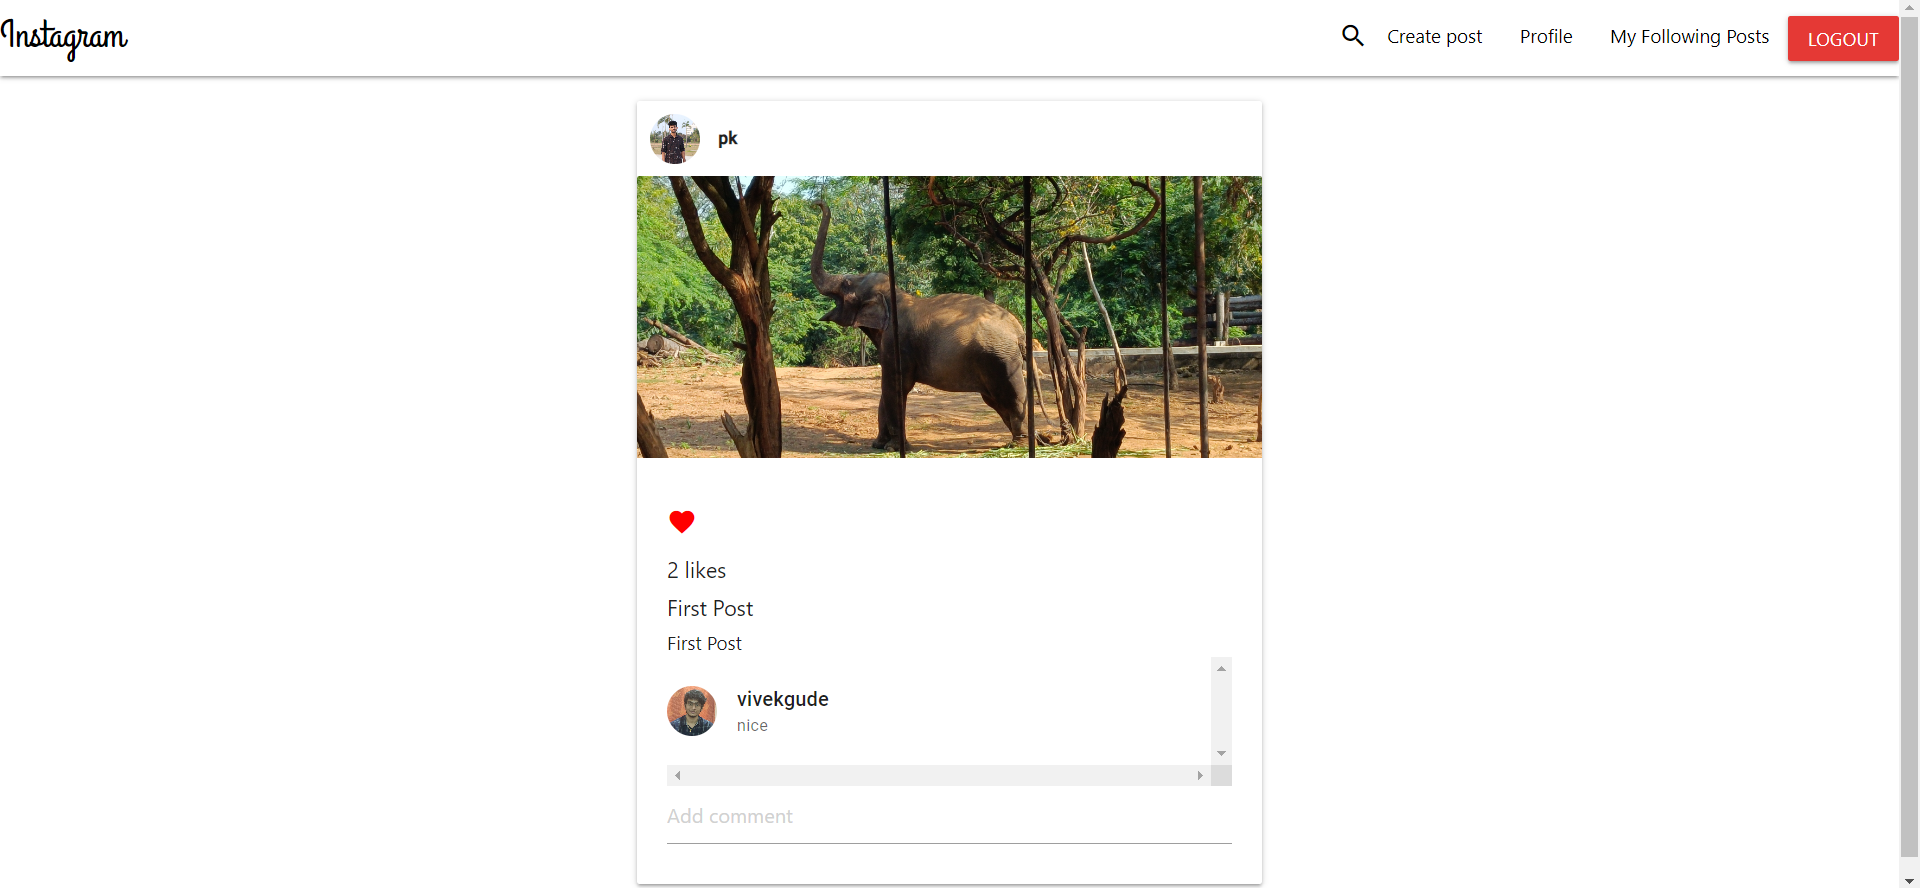 Instagram
Create post Profile My Following Posts LOGOUT
pk
2 likes
First Post
First Post
vivekgude
nice
Add comment